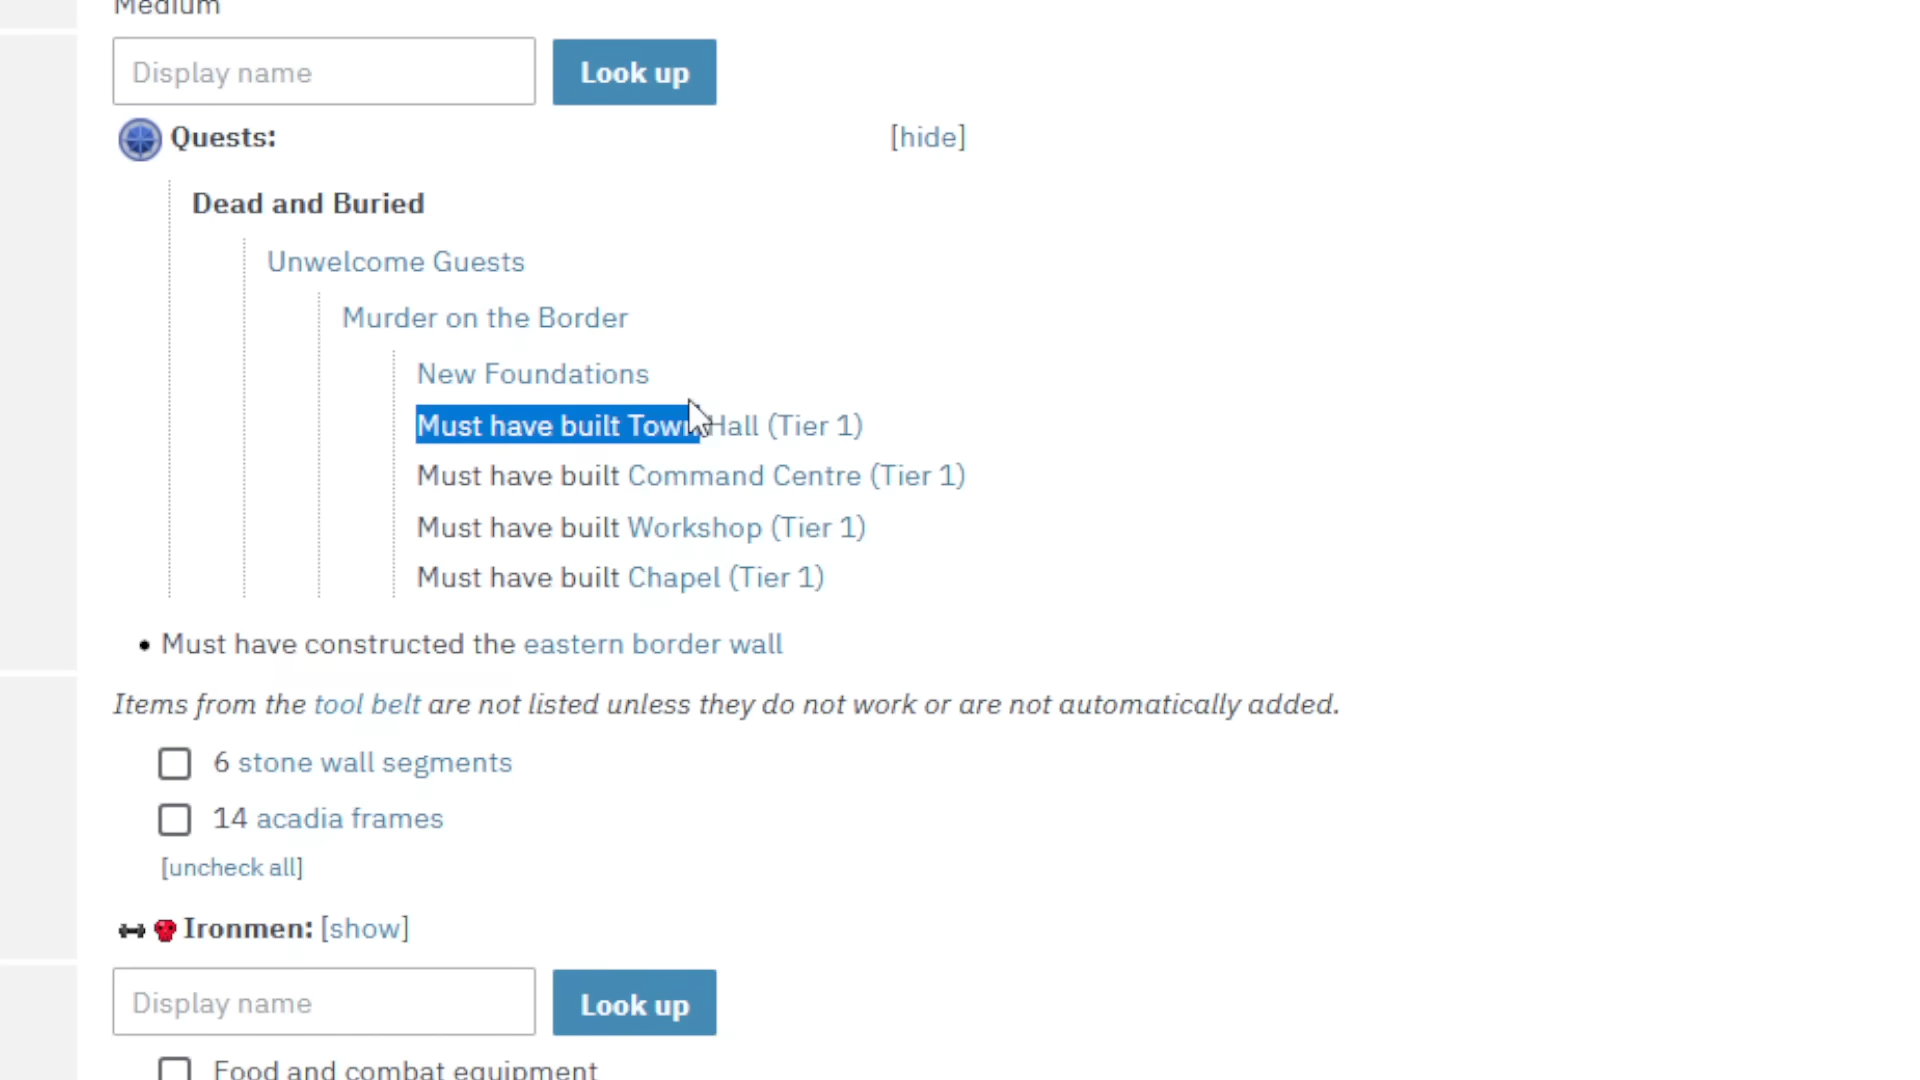 Medium
Display name Look up
Quests: [hide]
Dead and Buried
Unwelcome Guests
Murder on the Border
New Foundations
Must have built Town Hall (Tier 1)
Must have built Command Centre (Tier 1)
Must have built Workshop (Tier 1)
Must have built Chapel (Tier 1)
• Must have constructed the eastern border wall
Items from the tool belt are not listed unless they do not work or are not automatically added.
6 stone wall segments
14 acadia frames
[uncheck all]
Ironmen: [show]
Display name Look up
Food and combat equipment